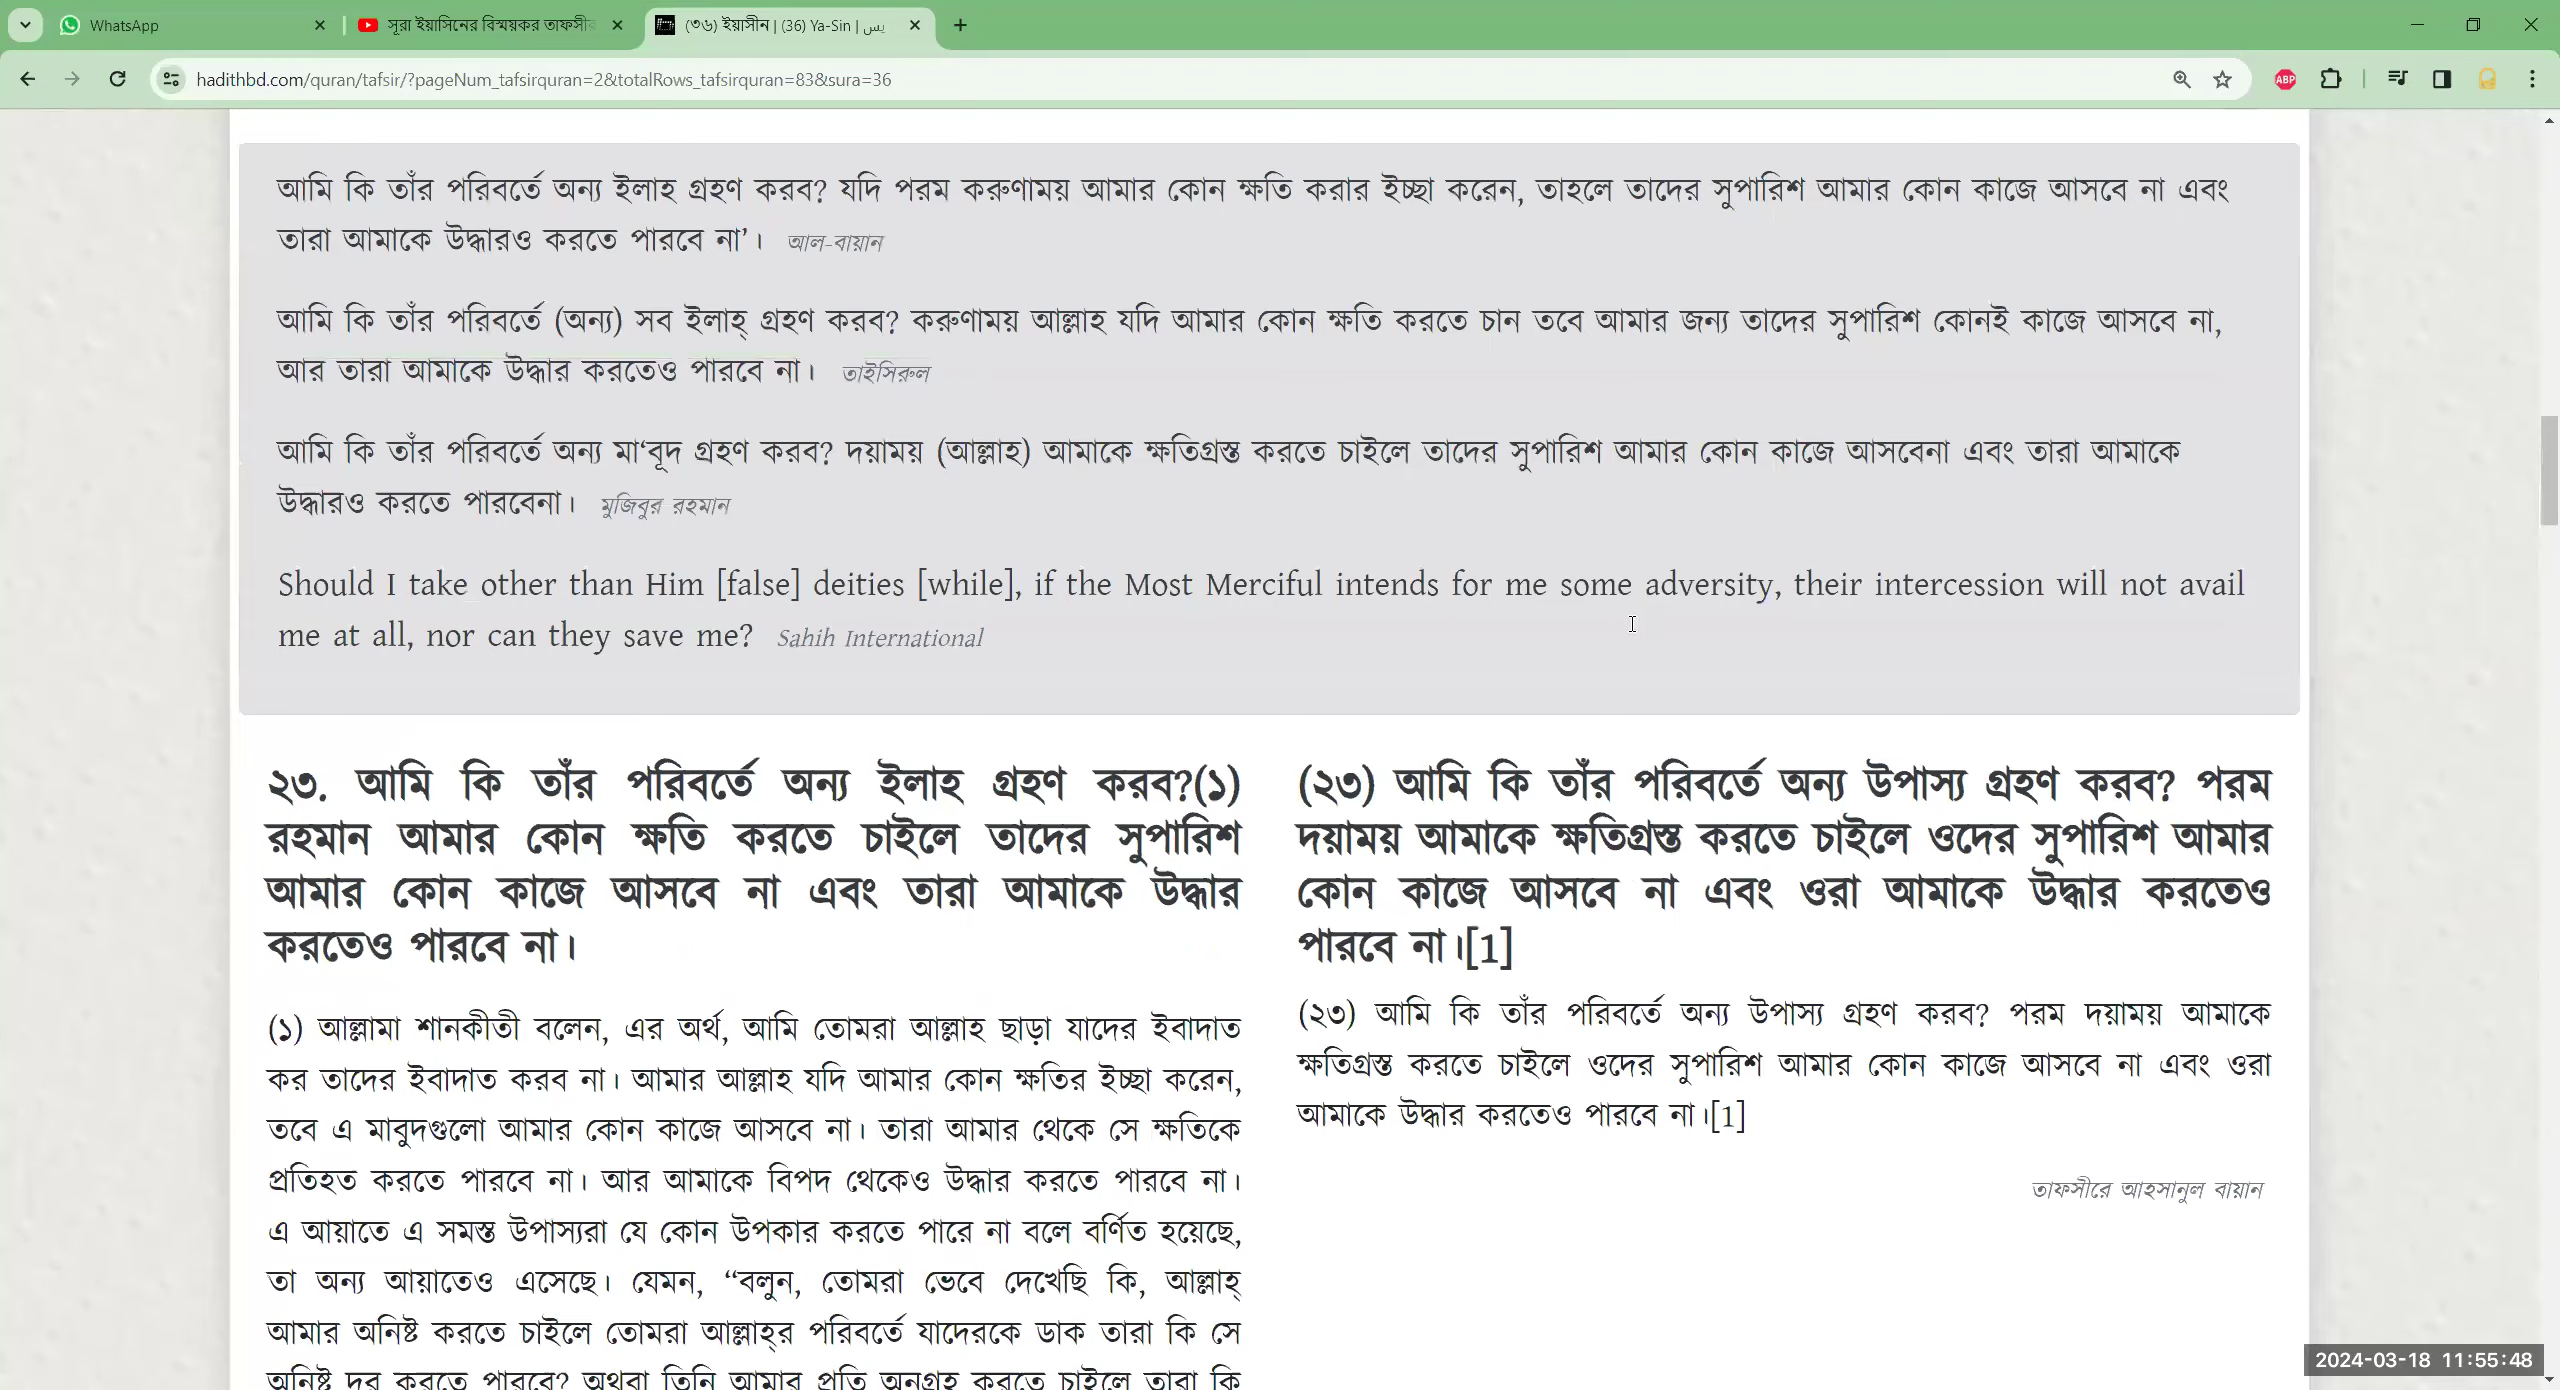 WhatsApp
সূরা ইয়াসিনের বিস্ময়কর তাফসীর
(৩৬) ইয়াসীন | (36) Ya-Sin | يس
hadithbd.com/quran/tafsir/?pageNum_tafsirquran=2&totalRows_tafsirquran=83&sura=36
ABP
আমি কি তাঁর পরিবর্তে অন্য ইলাহ গ্রহণ করব? যদি পরম করুণাময় আমার কোন ক্ষতি করার ইচ্ছা করেন, তাহলে তাদের সুপারিশ আমার কোন কাজে আসবে না এবং
তারা আমাকে উদ্ধারও করতে পারবে না’। আল-বায়ান
আমি কি তাঁর পরিবর্তে (অন্য) সব ইলাহ্ গ্রহণ করব? করুণাময় আল্লাহ যদি আমার কোন ক্ষতি করতে চান তবে আমার জন্য তাদের সুপারিশ কোনই কাজে আসবে না,
আর তারা আমাকে উদ্ধার করতেও পারবে না। তাইসিরুল
আমি কি তাঁর পরিবর্তে অন্য মা‘বূদ গ্রহণ করব? দয়াময় (আল্লাহ) আমাকে ক্ষতিগ্রস্ত করতে চাইলে তাদের সুপারিশ আমার কোন কাজে আসবেনা এবং তারা আমাকে
উদ্ধারও করতে পারবেনা। মুজিবুর রহমান
Should I take other than Him [false] deities [while], if the Most Merciful intends for me some adversity, their intercession will not avail
me at all, nor can they save me? Sahih International
২৩. আমি কি তাঁর পরিবর্তে অন্য ইলাহ গ্রহণ করব?(১)
রহমান আমার কোন ক্ষতি করতে চাইলে তাদের সুপারিশ
আমার কোন কাজে আসবে না এবং তারা আমাকে উদ্ধার
করতেও পারবে না।
(১) আল্লামা শানকীতী বলেন, এর অর্থ, আমি তোমরা আল্লাহ ছাড়া যাদের ইবাদাত
কর তাদের ইবাদাত করব না। আমার আল্লাহ যদি আমার কোন ক্ষতির ইচ্ছা করেন,
তবে এ মাবুদগুলো আমার কোন কাজে আসবে না। তারা আমার থেকে সে ক্ষতিকে
প্রতিহত করতে পারবে না। আর আমাকে বিপদ থেকেও উদ্ধার করতে পারবে না।
এ আয়াতে এ সমস্ত উপাস্যরা যে কোন উপকার করতে পারে না বলে বর্ণিত হয়েছে,
তা অন্য আয়াতেও এসেছে। যেমন, “বলুন, তোমরা ভেবে দেখেছি কি, আল্লাহ্
আমার অনিষ্ট করতে চাইলে তোমরা আল্লাহ্‌র পরিবর্তে যাদেরকে ডাক তারা কি সে
অনিষ্ট দূর করতে পারবে? অথবা তিনি আমার প্রতি অনুগ্রহ করতে চাইলে তারা কি
(২৩) আমি কি তাঁর পরিবর্তে অন্য উপাস্য গ্রহণ করব? পরম
দয়াময় আমাকে ক্ষতিগ্রস্ত করতে চাইলে ওদের সুপারিশ আমার
কোন কাজে আসবে না এবং ওরা আমাকে উদ্ধার করতেও
পারবে না।[1]
(২৩) আমি কি তাঁর পরিবর্তে অন্য উপাস্য গ্রহণ করব? পরম দয়াময় আমাকে
ক্ষতিগ্রস্ত করতে চাইলে ওদের সুপারিশ আমার কোন কাজে আসবে না এবং ওরা
আমাকে উদ্ধার করতেও পারবে না।[1]
তাফসীরে আহসানুল বায়ান
2024-03-18 11:55:48